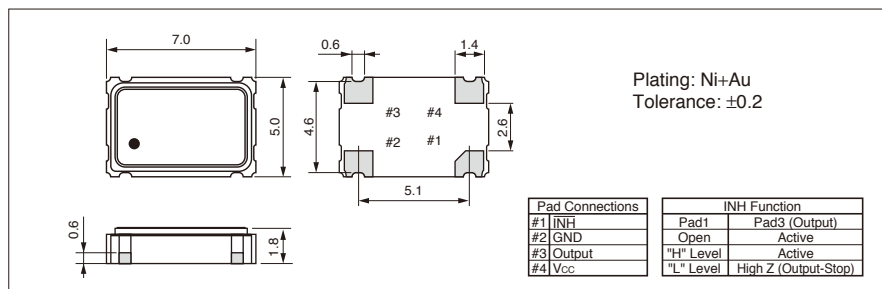 7.0
5.0
0.6
1.8
0.6
1.4
4.6
2.6
5.1
#3 #4
#2 #1
Plating: Ni+Au
Tolerance: ±0.2
Pad Connections
#1 INH
#2 GND
#3 Output
#4 Vcc
INH Function
Pad1 Pad3 (Output)
Open Active
"H" Level Active
"L" Level High Z (Output-Stop)